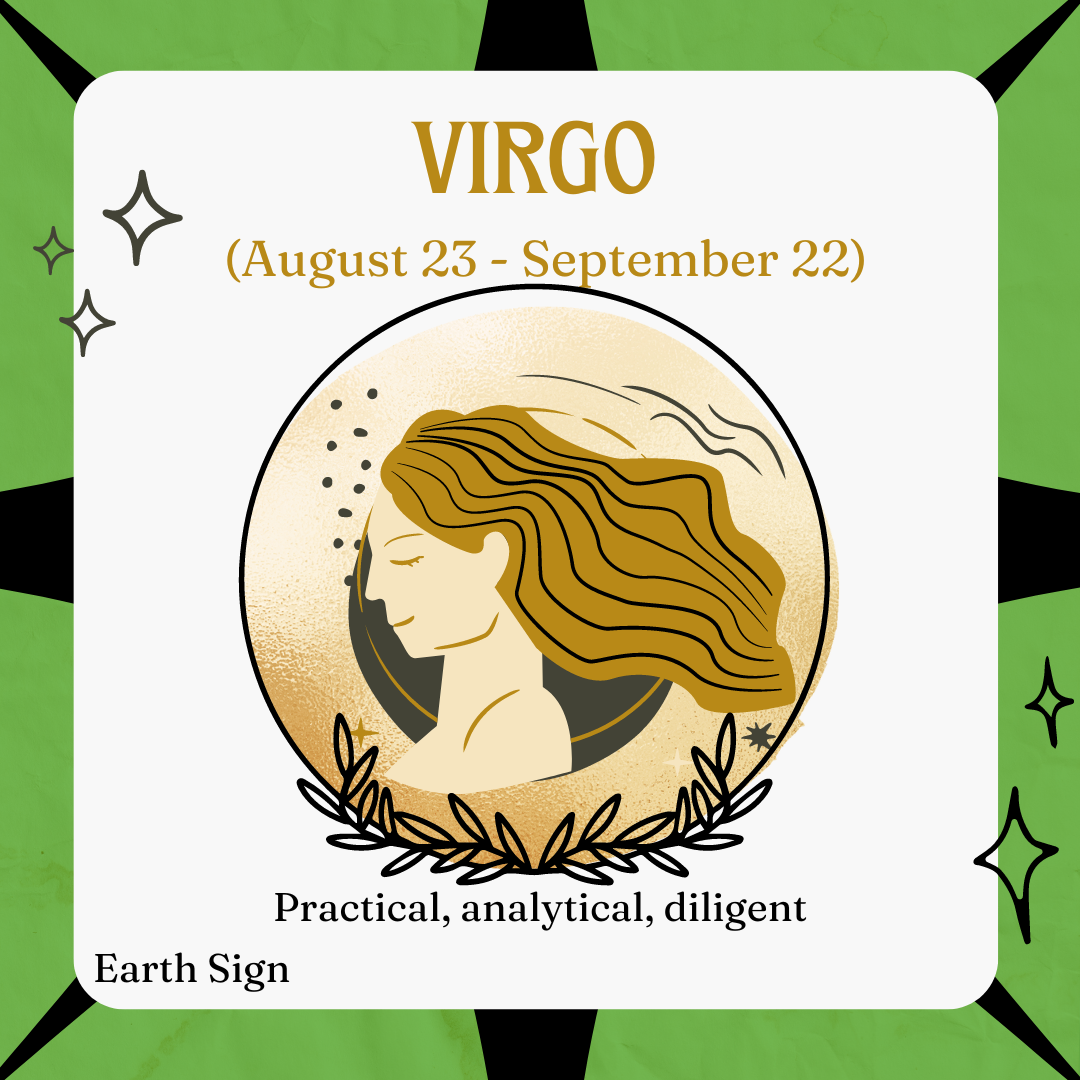 VIRGO
(August 23 - September 22)
Practical, analytical, diligent
Earth Sign